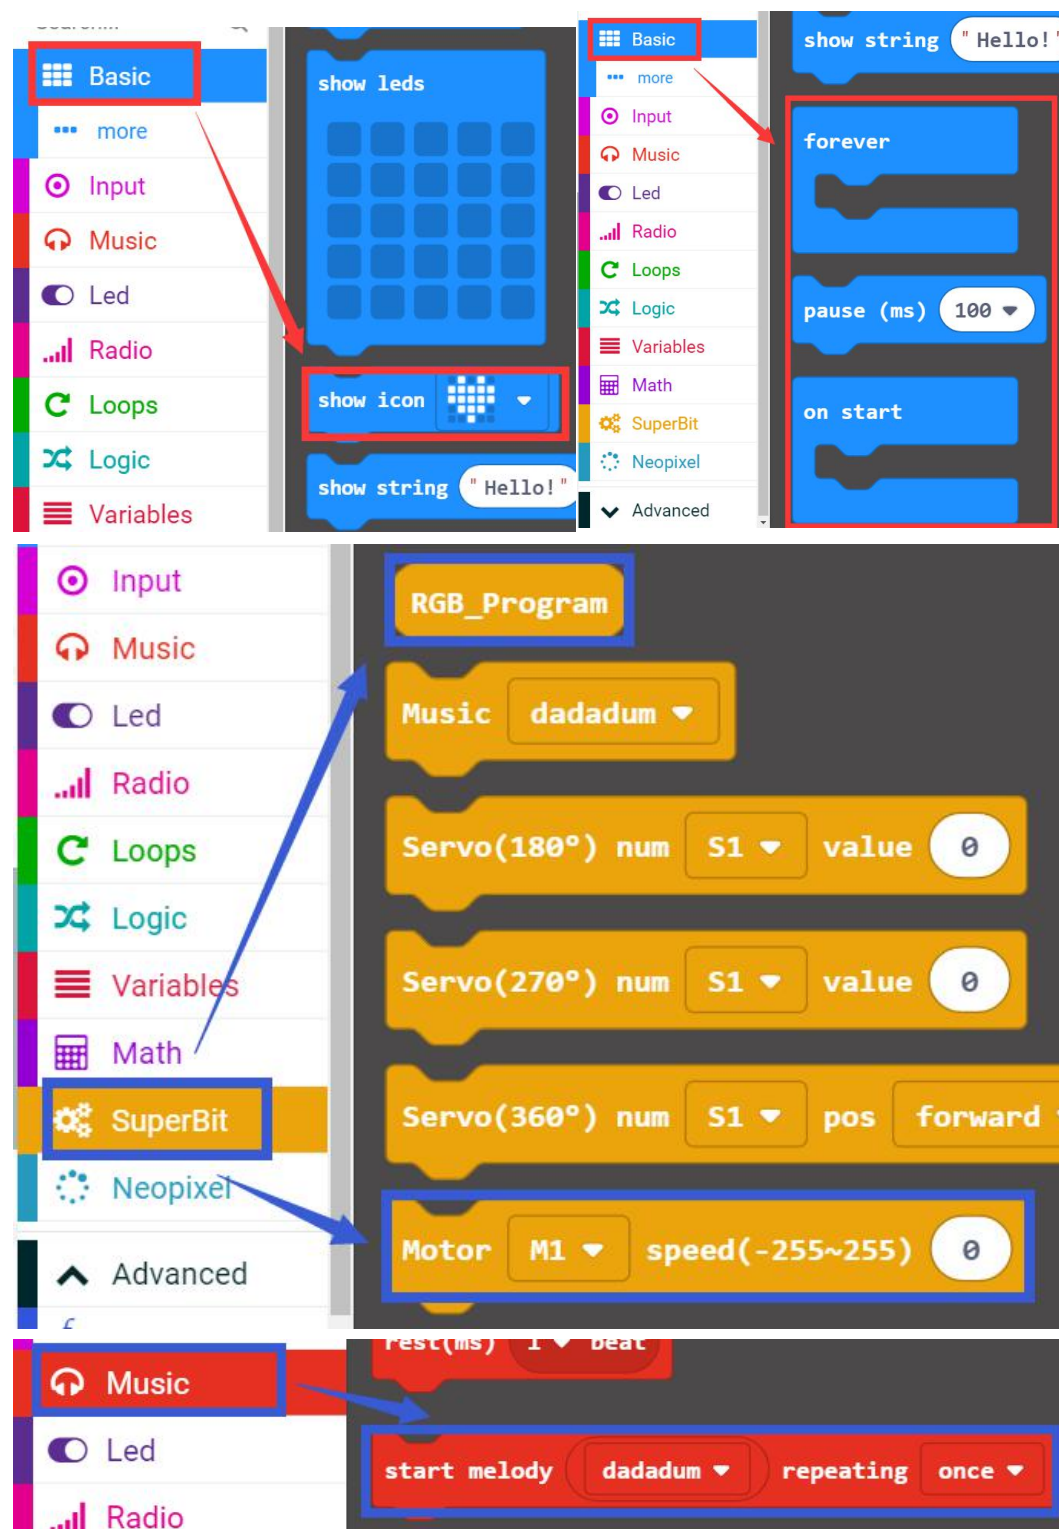 Basic
more
Input
Music
Led
Radio
Loops
Logic
Variables
show leds
show icon
show string "Hello!"
Basic
more
Input
Music
Led
Radio
Loops
Logic
Variables
Math
SuperBit
Neopixel
Advanced
show string "Hello!"
forever
pause (ms) 100
on start
Input
Music
Led
Radio
Loops
Logic
Variables
Math
SuperBit
Neopixel
Advanced
RGB_Program
Music dadadum
Servo(180°) num S1 value 0
Servo(270°) num S1 value 0
Servo(360°) num S1 pos forward
Motor M1 speed(-255~255) 0
Music
Led
Radio
rest(ms) 1 beat
start melody dadadum repeating once